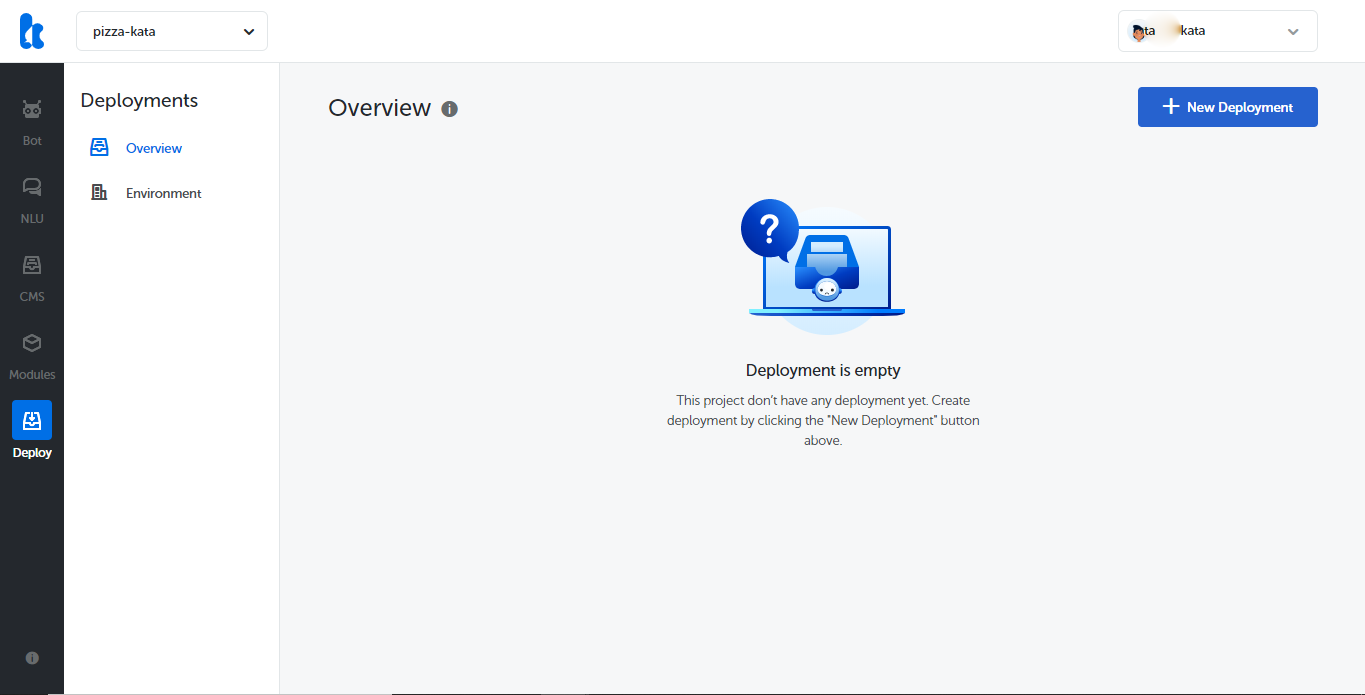 pizza-kata
ta kata
Bot
NLU
CMS
Modules
Deploy
Deployments
Overview
Environment
Overview
New Deployment
?
Deployment is empty
This project don't have any deployment yet. Create
deployment by clicking the "New Deployment" button
above.